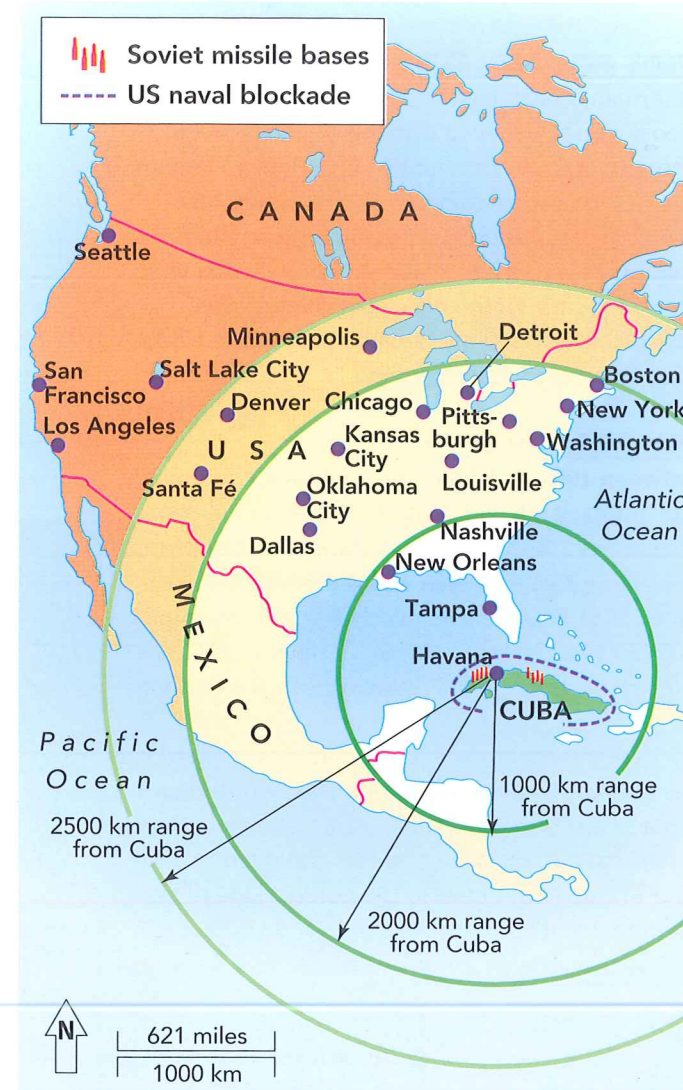 Soviet missile bases
US naval blockade
CANADA
Seattle
Minneapolis
Detroit
San
Francisco
Salt Lake City
Boston
Denver
Chicago
Pitts-
burgh
New York
Los Angeles
USA
Kansas
City
Washington
Santa Fé
Louisville
Oklahoma
City
Atlantic
Ocean
Dallas
Nashville
New Orleans
MEXICO
Tampa
Havana
CUBA
Pacific
Ocean
1000 km range
from Cuba
2500 km range
from Cuba
2000 km range
from Cuba
N
621 miles
1000 km